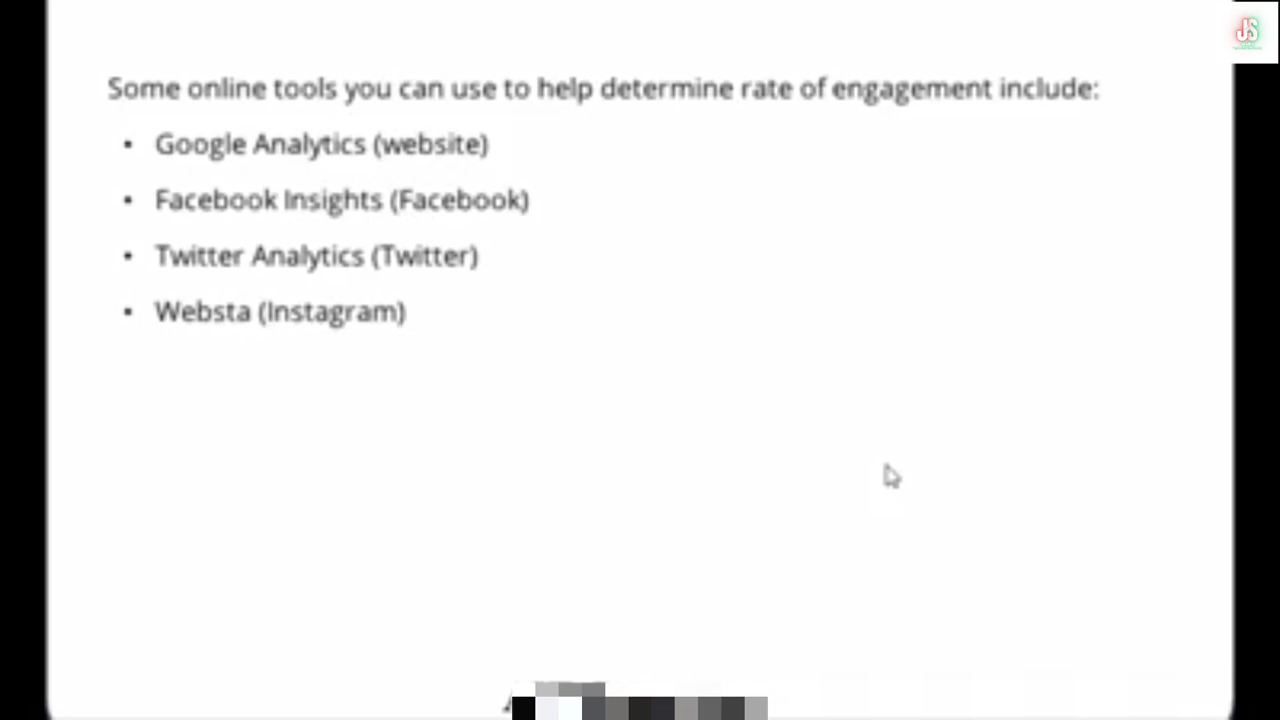 JS
Some online tools you can use to help determine rate of engagement include:
• Google Analytics (website)
• Facebook Insights (Facebook)
• Twitter Analytics (Twitter)
• Websta (Instagram)